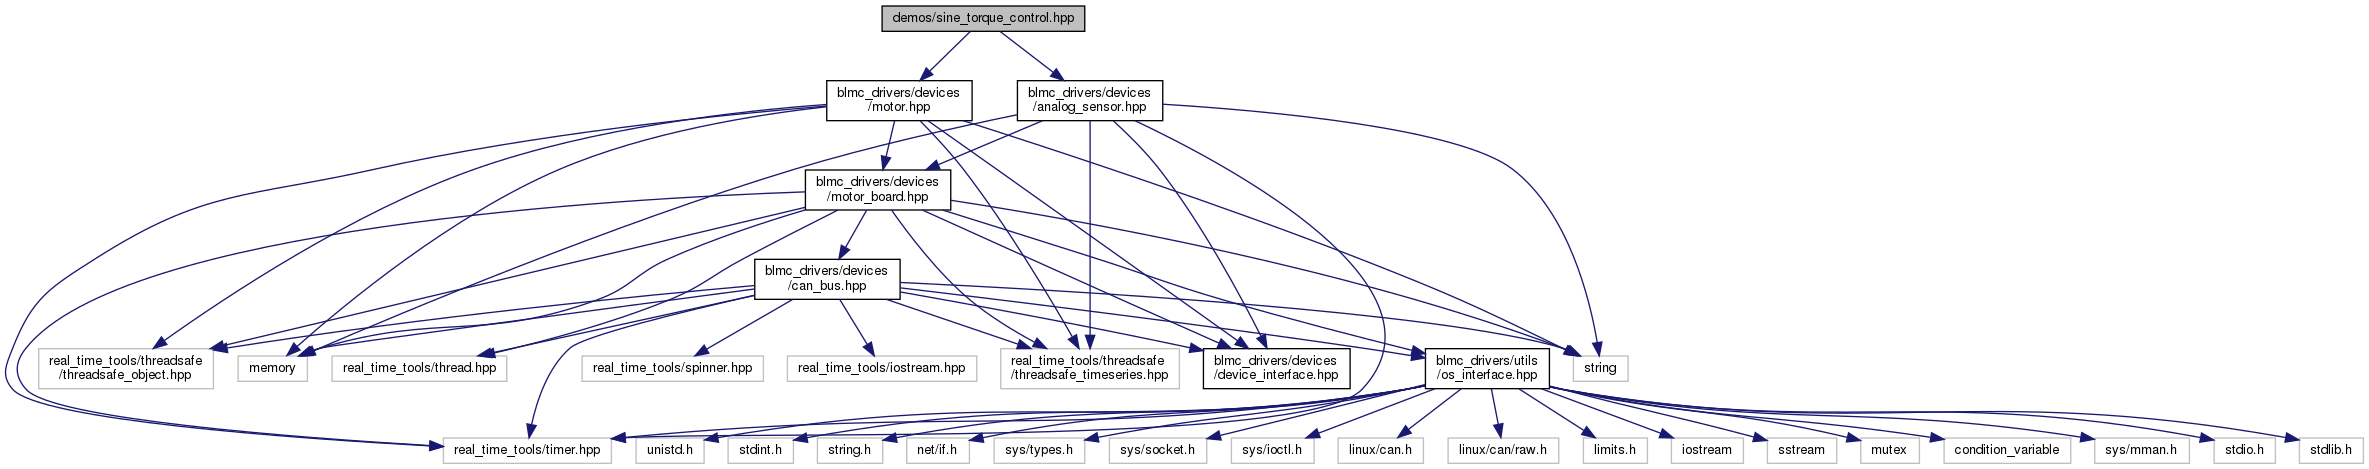 demos/sine_torque_control.hpp
blmc_drivers/devices
/motor.hpp
blmc_drivers/devices
/analog_sensor.hpp
blmc_drivers/devices
/motor_board.hpp
blmc_drivers/devices
/can_bus.hpp
real_time_tools/threadsafe
/threadsafe_object.hpp
memory
real_time_tools/thread.hpp
real_time_tools/spinner.hpp
real_time_tools/iostream.hpp
real_time_tools/threadsafe
/threadsafe_timeseries.hpp
blmc_drivers/devices
/device_interface.hpp
blmc_drivers/utils
/os_interface.hpp
string
real_time_tools/timer.hpp
unistd.h
stdint.h
string.h
net/if.h
sys/types.h
sys/socket.h
sys/ioctl.h
linux/can.h
linux/can/raw.h
limits.h
iostream
sstream
mutex
condition_variable
sys/mman.h
stdio.h
stdlib.h